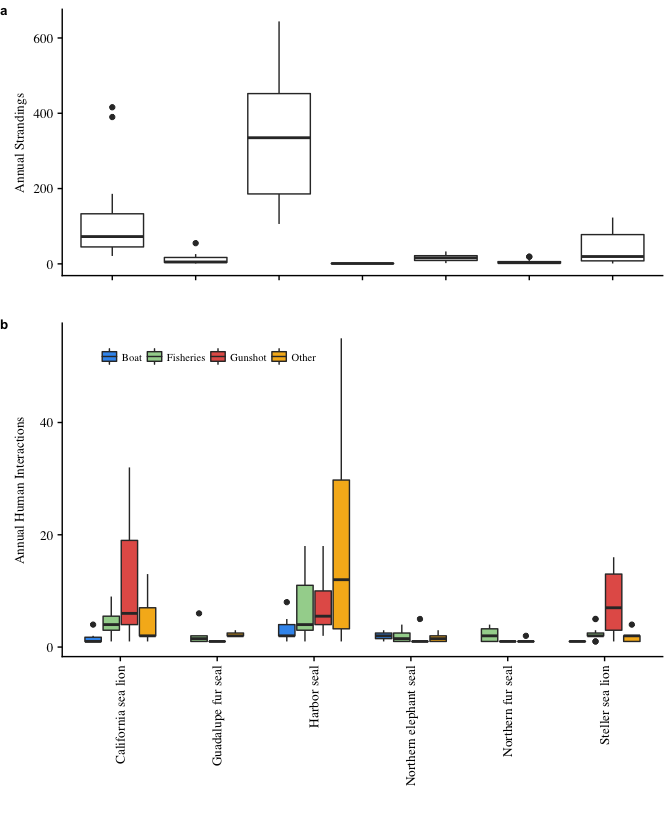 a
Annual Strandings
600
400
200
0
b
Annual Human Interactions
Boat Fisheries Gunshot Other
40
20
0
California sea lion
Guadalupe fur seal
Harbor seal
Northern elephant seal
Northern fur seal
Steller sea lion